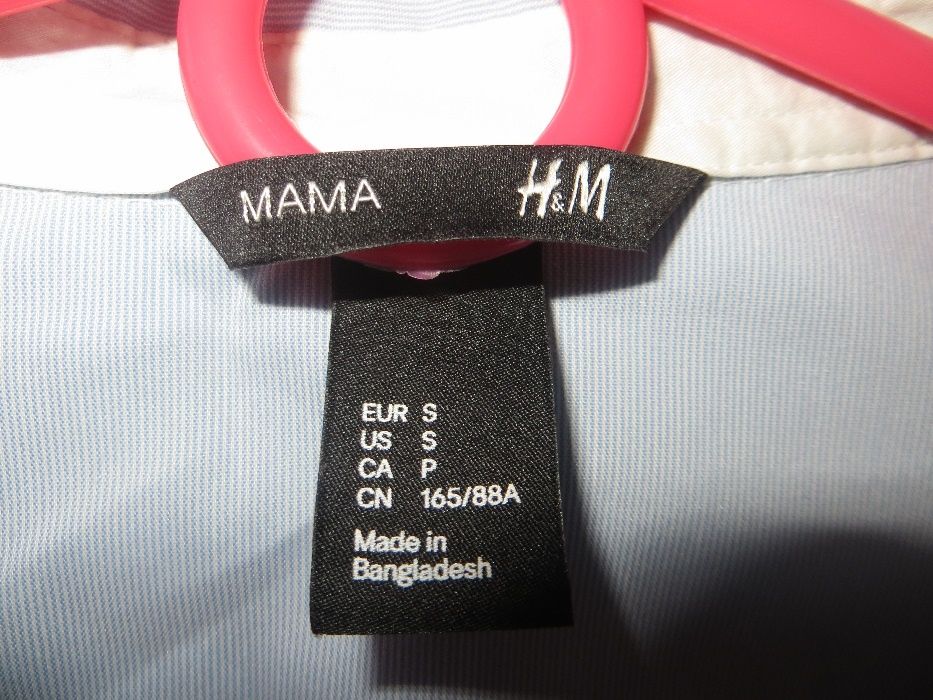 MAMA H&M
EUR S
US S
CA P
CN 165/88A
Made in
Bangladesh